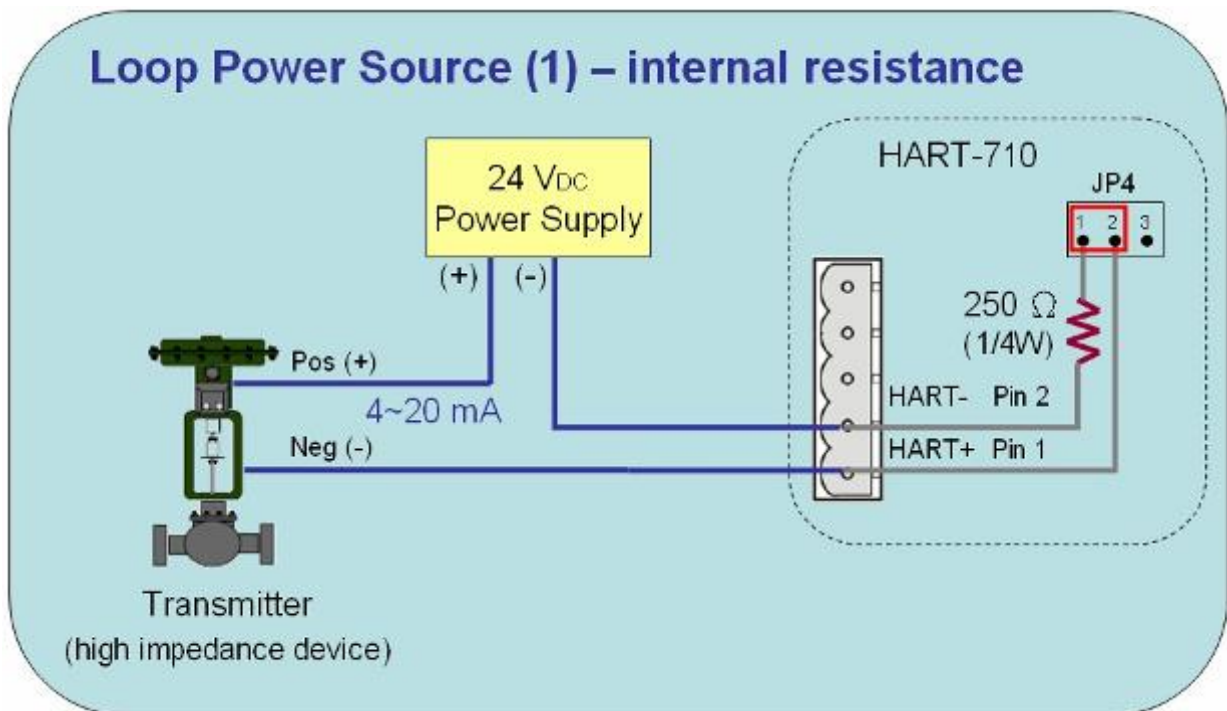 Loop Power Source (1) – internal resistance
24 VDC
Power Supply
(+) (-)
HART-710
JP4
1 2 3
250 Ω
(1/4W)
Pos (+)
4~20 mA
Neg (-)
HART- Pin 2
HART+ Pin 1
Transmitter
(high impedance device)